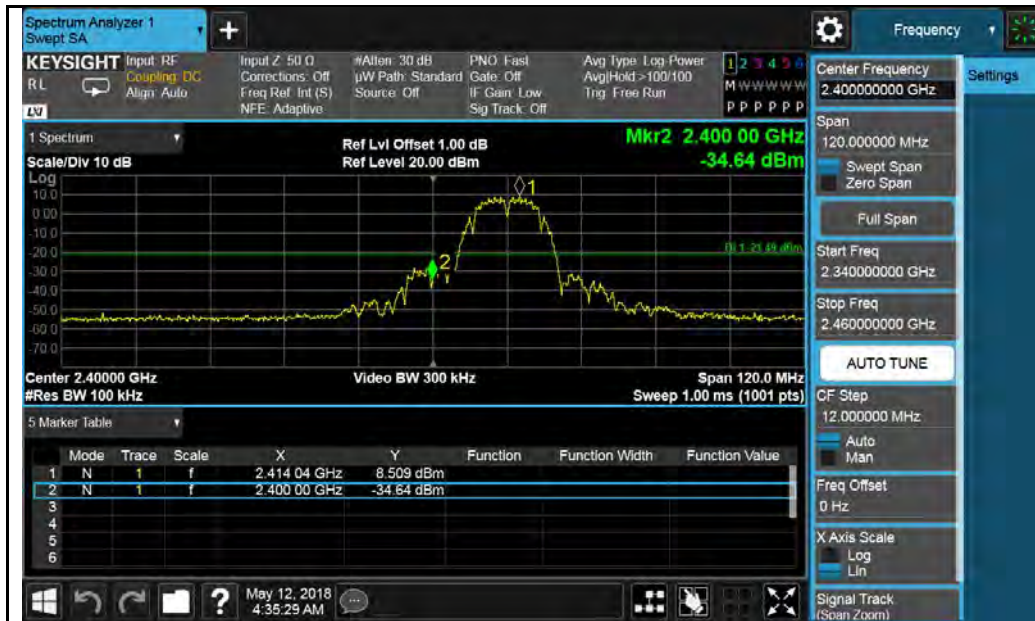 Spectrum Analyzer 1
Swept SA
+
Frequency
KEYSIGHT
RL
LV
Input: RF
Coupling: DC
Align: Auto
Input Z: 50 Ω
Corrections: Off
Freq Ref: Int (S)
NFE: Adaptive
#Atten: 30 dB
µW Path: Standard
Source: Off
PNO: Fast
Gate: Off
IF Gain: Low
Sig Track: Off
Avg Type: Log-Power
Avg|Hold:>100/100
Trig: Free Run
1 2 3 4 5 6
M W W W W W
P P P P P P
Center Frequency
2.400000000 GHz
Settings
Span
120.000000 MHz
Swept Span
Zero Span
Full Span
Start Freq
2.340000000 GHz
Stop Freq
2.460000000 GHz
AUTO TUNE
CF Step
12.000000 MHz
Auto
Man
Freq Offset
0 Hz
X Axis Scale
Log
Lin
Signal Track
(Span Zoom)
1 Spectrum
Scale/Div 10 dB
Ref Lvl Offset 1.00 dB
Ref Level 20.00 dBm
Mkr2 2.400 00 GHz
-34.64 dBm
Log
10.0
0.00
-10.0
-20.0
-30.0
-40.0
-50.0
-60.0
-70.0
1
2
DL1 -21.49 dBm
Center 2.40000 GHz
#Res BW 100 kHz
Video BW 300 kHz
Span 120.0 MHz
Sweep 1.00 ms (1001 pts)
5 Marker Table
Mode Trace Scale X Y Function Function Width Function Value
1 N 1 f 2.414 04 GHz 8.509 dBm
2 N 1 f 2.400 00 GHz -34.64 dBm
3
4
5
6
?
May 12, 2018
4:35:29 AM